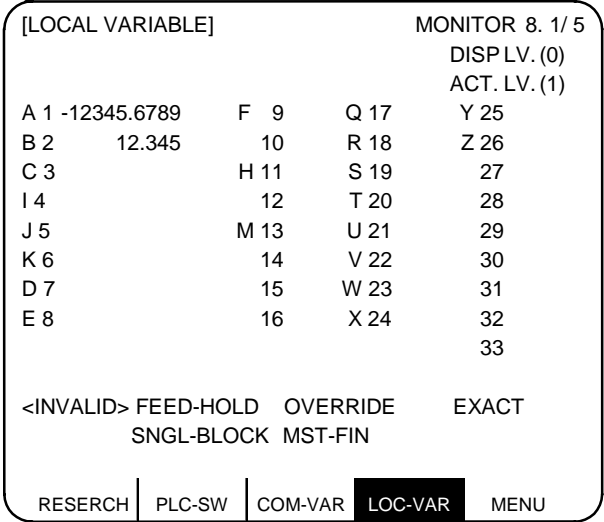 [LOCAL VARIABLE] MONITOR 8. 1/ 5
DISP LV. (0)
ACT. LV. (1)
A 1 -12345.6789 F 9 Q 17 Y 25
B 2 12.345 10 R 18 Z 26
C 3 H 11 S 19 27
I 4 12 T 20 28
J 5 M 13 U 21 29
K 6 14 V 22 30
D 7 15 W 23 31
E 8 16 X 24 32
33
<INVALID> FEED-HOLD OVERRIDE EXACT
SNGL-BLOCK MST-FIN
RESERCH PLC-SW COM-VAR LOC-VAR MENU